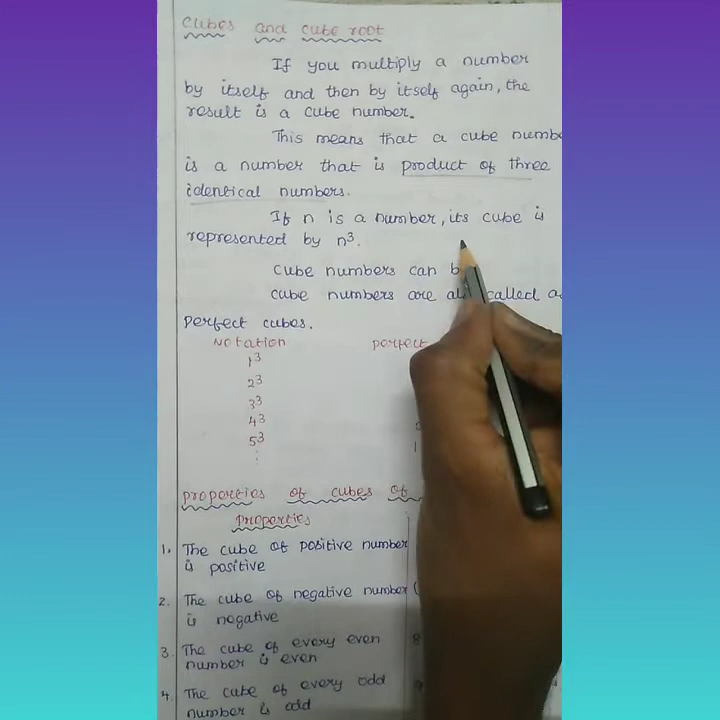 Cubes and cube root
If you multiply a number
by itself and then by itself again, the
result is a cube number.
This means that a cube numbe
is a number that is product of three
identical numbers.
If n is a number, its cube is
represented by n³.
Cube numbers can b
cube numbers are al called a
perfect cubes.
Notation perfect
1³
2³
3³
4³
5³
⋮
properties of cubes of
properties
1. The cube of positive number
is positive
2. The cube of negative number (
is negative
3. The cube of every even 8
number is even
4. The cube of every odd
number is odd